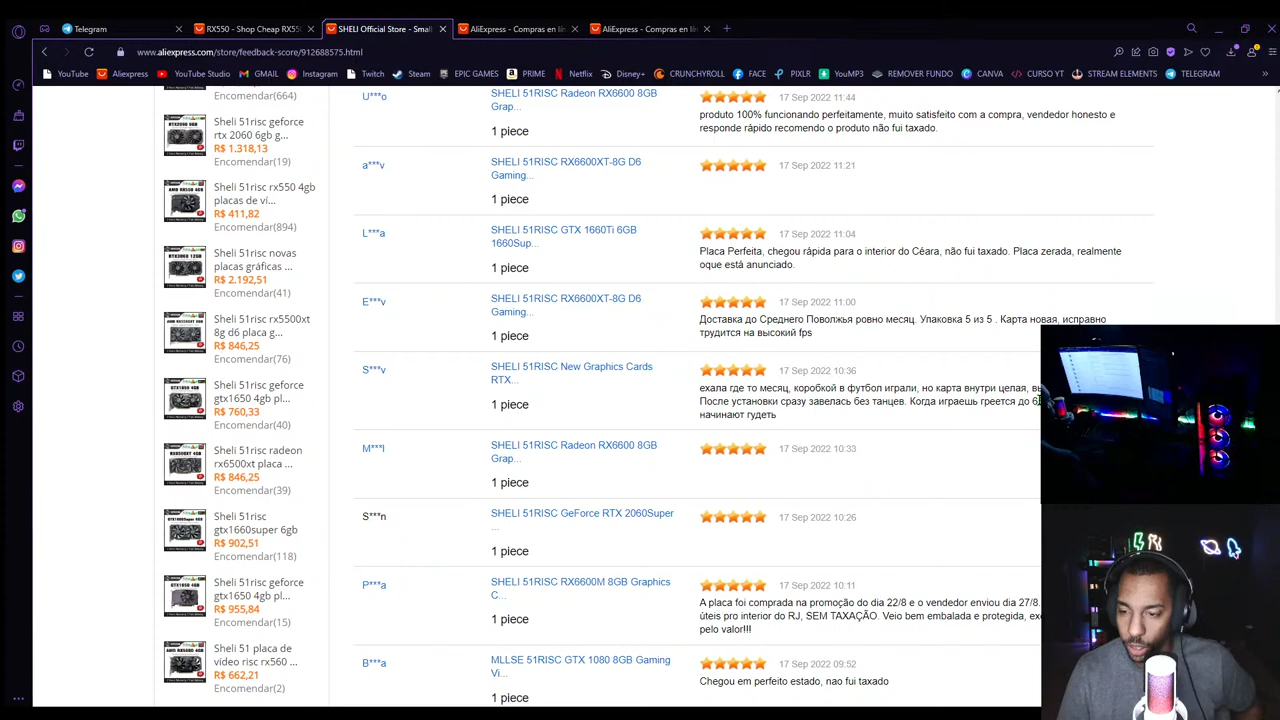 Telegram
RX550 - Shop Cheap RX550
SHELI Official Store - Small
AliExpress - Compras en lín
AliExpress - Compras en lín
www.aliexpress.com/store/feedback-score/912688575.html
YouTube
Aliexpress
YouTube Studio
GMAIL
Instagram
Twitch
Steam
EPIC GAMES
PRIME
Netflix
Disney+
CRUNCHYROLL
FACE
PIXLR
YouMP3
REMOVER FUNDO
CANVA
CURSO YT
STREAM ELEMENTS
TELEGRAM
Encomendar(664)
Sheli 51risc geforce
rtx 2060 6gb g...
R$ 1.318,13
Encomendar(19)
Sheli 51risc rx550 4gb
placas de ví...
R$ 411,82
Encomendar(894)
Sheli 51risc novas
placas gráficas ...
R$ 2.192,51
Encomendar(41)
Sheli 51risc rx5500xt
8g d6 placa g...
R$ 846,25
Encomendar(76)
Sheli 51risc geforce
gtx1650 4gb pl...
R$ 760,33
Encomendar(40)
Sheli 51risc radeon
rx6500xt placa ...
R$ 846,25
Encomendar(39)
Sheli 51risc
gtx1660super 6gb
R$ 902,51
Encomendar(118)
Sheli 51risc geforce
gtx1650 4gb pl...
R$ 955,84
Encomendar(15)
Sheli 51 placa de
vídeo risc rx560 ...
R$ 662,21
Encomendar(2)
U***o
SHELI 51RISC Radeon RX6600 8GB
Grap...
1 piece
17 Sep 2022 11:44
produto 100% funcionando perfeitamente, muito satisfeito com a compra, vendedor honesto e
responde rápido recomendo o produto não fui taxado.
a***v
SHELI 51RISC RX6600XT-8G D6
Gaming...
1 piece
17 Sep 2022 11:21
L***a
SHELI 51RISC GTX 1660Ti 6GB
1660Sup...
1 piece
17 Sep 2022 11:04
Placa Perfeita, chegou rápida para o interior do Céara, não fui taxado. Placa zerada, realmente
oque está anunciado.
E***v
SHELI 51RISC RX6600XT-8G D6
Gaming...
1 piece
17 Sep 2022 11:00
Доставка до Среднего Поволжья ровно месяц. Упаковка 5 из 5 . Карта новая, исправно
трудится на высокий fps
S***v
SHELI 51RISC New Graphics Cards
RTX...
1 piece
17 Sep 2022 10:36
ехала где то месяц, коробкой в футбол играли, но карта внутри целая,
После установки сразу завелась без танцев. Когда играешь греется до
начинают гудеть
M***l
SHELI 51RISC Radeon RX6600 8GB
Grap...
1 piece
17 Sep 2022 10:33
S***n
SHELI 51RISC GeForce RTX 2060Super
...
1 piece
17 Sep 2022 10:26
P***a
SHELI 51RISC RX6600M 8GB Graphics
C...
1 piece
17 Sep 2022 10:11
A placa foi comprada na promoção do dia 22/8 e o vendedor enviou dia 27/8
úteis pro interior do RJ, SEM TAXAÇÃO. Veio bem embalada e protegida,
pelo valor!!!
B***a
MLLSE 51RISC GTX 1080 8GB Gaming
Vi...
1 piece
17 Sep 2022 09:52
Chegou em perfeito estado, nao fui taxado